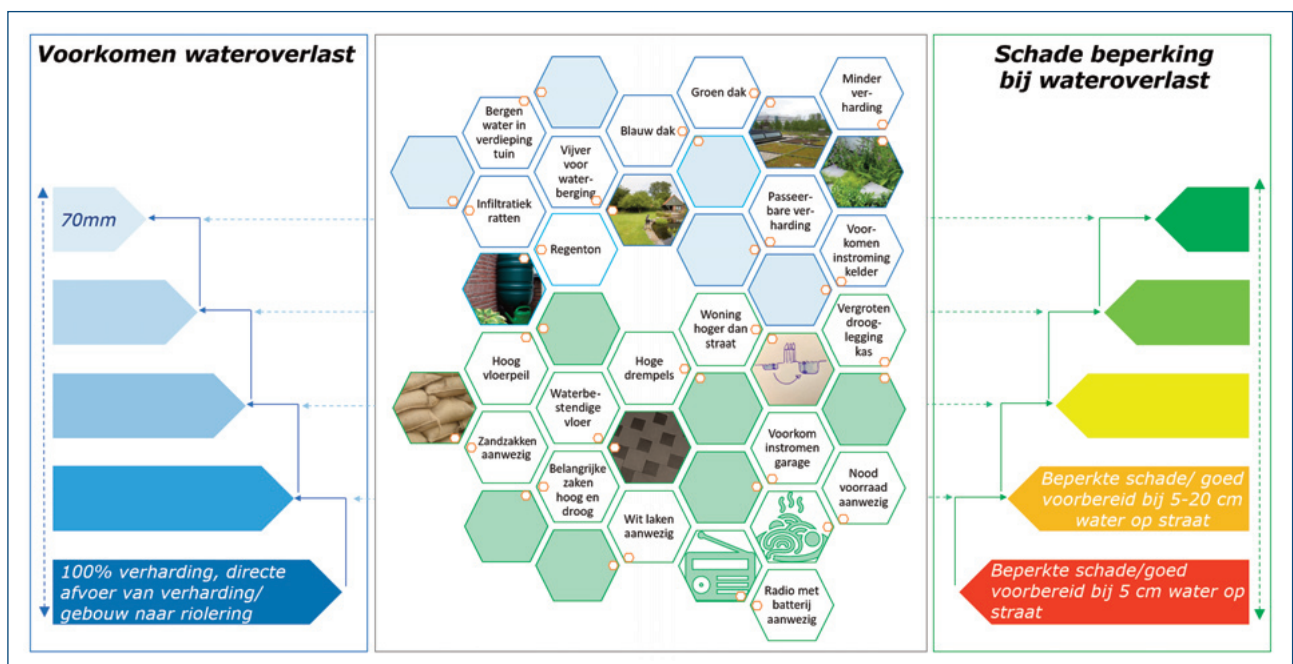 Voorkomen wateroverlast
70mm
100% verharding, directe
afvoer van verharding/
gebouw naar riolering
Groen dak
Minder
ver-
harding
Bergen
water in
verdieping
tuin
Blauw dak
Vijver
voor
water-
berging
Infiltratiek
ratten
Passeer-
bare ver-
harding
Regenton
Voor-
komen
instroming
kelder
Woning
hoger dan
straat
Vergroten
droog-
legging
kas
Hoog
vloerpeil
Hoge
drempels
Waterbe-
stendige
vloer
Zandzakken
aanwezig
Voorkom
instromen
garage
Belangrijke
zaken
hoog en
droog
Nood
voorraad
aanwezig
Wit laken
aanwezig
Radio met
batterij
aanwezig
Schade beperking
bij wateroverlast
Beperkte schade/ goed
voorbereid bij 5-20 cm
water op straat
Beperkte schade/goed
voorbereid bij 5 cm water op
straat